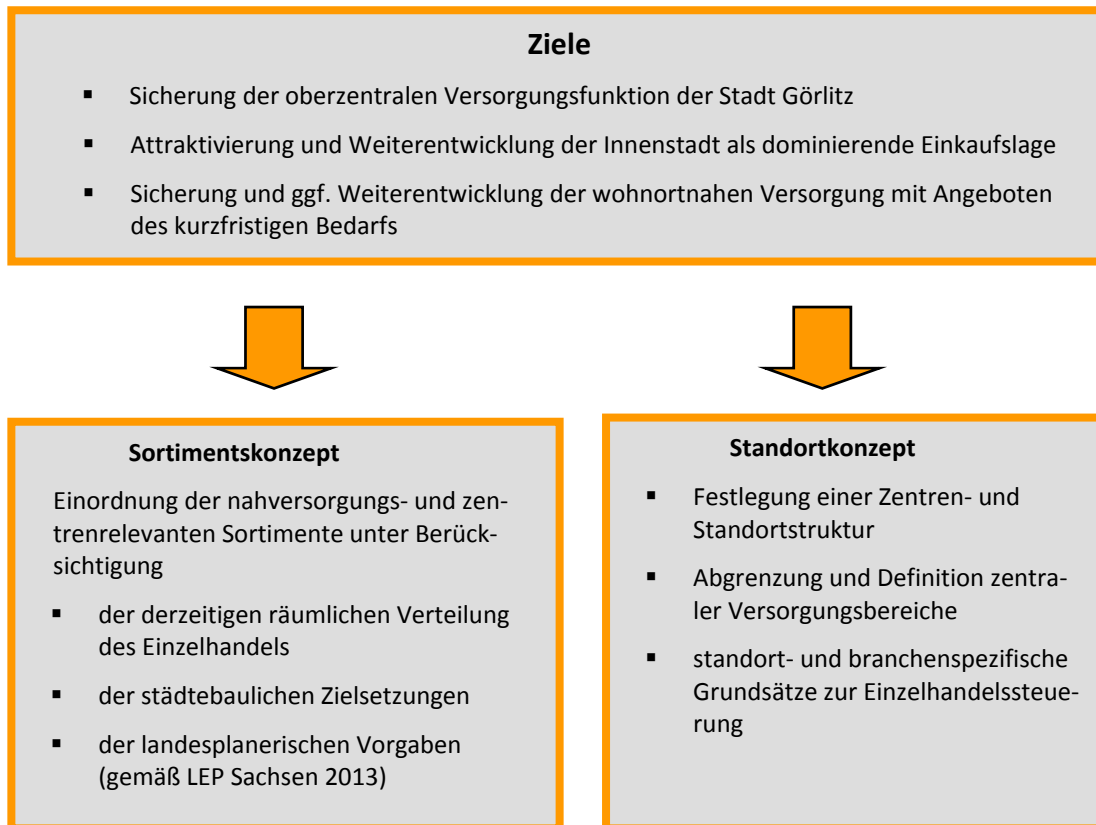 Ziele
▪ Sicherung der oberzentralen Versorgungsfunktion der Stadt Görlitz
▪ Attraktivierung und Weiterentwicklung der Innenstadt als dominierende Einkaufslage
▪ Sicherung und ggf. Weiterentwicklung der wohnortnahen Versorgung mit Angeboten
des kurzfristigen Bedarfs
Sortimentskonzept
Einordnung der nahversorgungs- und zen-
trenrelevanten Sortimente unter Berück-
sichtigung
▪ der derzeitigen räumlichen Verteilung
des Einzelhandels
▪ der städtebaulichen Zielsetzungen
▪ der landesplanerischen Vorgaben
(gemäß LEP Sachsen 2013)
Standortkonzept
▪ Festlegung einer Zentren- und
Standortstruktur
▪ Abgrenzung und Definition zentra-
ler Versorgungsbereiche
▪ standort- und branchenspezifische
Grundsätze zur Einzelhandelssteue-
rung